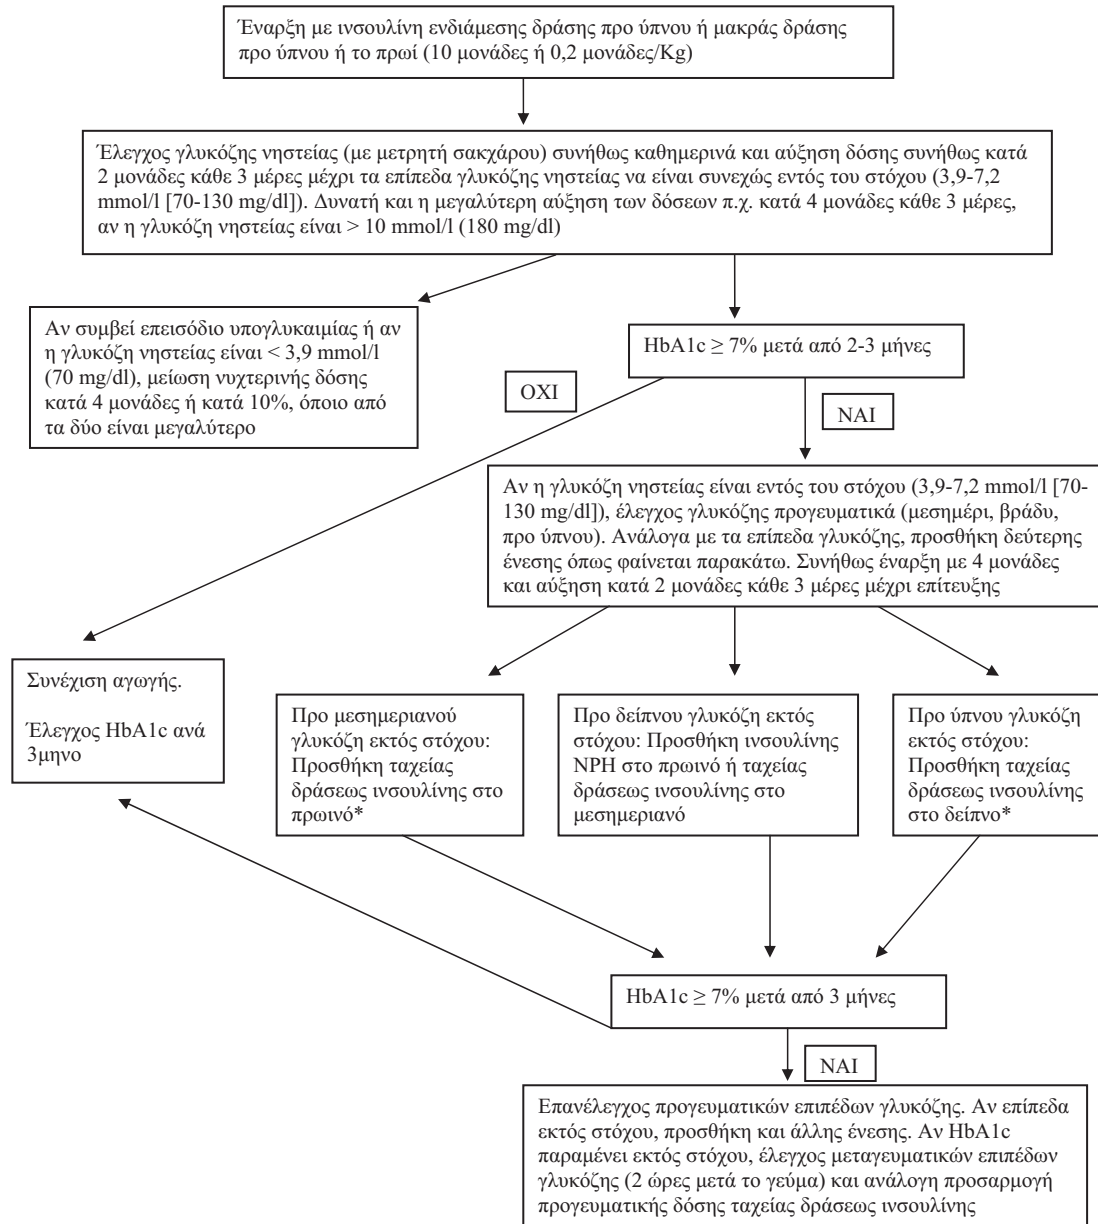 Έναρξη με ινσουλίνη ενδιάμεσης δράσης προ ύπνου ή μακράς δράσης
προ ύπνου ή το πρωί (10 μονάδες ή 0,2 μονάδες/Kg)
Έλεγχος γλυκόζης νηστείας (με μετρητή σακχάρου) συνήθως καθημερινά και αύξηση δόσης συνήθως κατά
2 μονάδες κάθε 3 μέρες μέχρι τα επίπεδα γλυκόζης νηστείας να είναι συνεχώς εντός του στόχου (3,9-7,2
mmol/l [70-130 mg/dl]). Δυνατή και η μεγαλύτερη αύξηση των δόσεων π.χ. κατά 4 μονάδες κάθε 3 μέρες,
αν η γλυκόζη νηστείας είναι > 10 mmol/l (180 mg/dl)
Αν συμβεί επεισόδιο υπογλυκαιμίας ή αν
η γλυκόζη νηστείας είναι < 3,9 mmol/l
(70 mg/dl), μείωση νυχτερινής δόσης
κατά 4 μονάδες ή κατά 10%, όποιο από
τα δύο είναι μεγαλύτερο
HbA1c ≥ 7% μετά από 2-3 μήνες
ΟΧΙ
ΝΑΙ
Αν η γλυκόζη νηστείας είναι εντός του στόχου (3,9-7,2 mmol/l [70-
130 mg/dl]), έλεγχος γλυκόζης προγευματικά (μεσημέρι, βράδυ,
προ ύπνου). Ανάλογα με τα επίπεδα γλυκόζης, προσθήκη δεύτερης
ένεσης όπως φαίνεται παρακάτω. Συνήθως έναρξη με 4 μονάδες
και αύξηση κατά 2 μονάδες κάθε 3 μέρες μέχρι επίτευξης
Συνέχιση αγωγής.
Έλεγχος HbA1c ανά
3μηνο
Προ μεσημεριανού
γλυκόζη εκτός στόχου:
Προσθήκη ταχείας
δράσεως ινσουλίνης στο
πρωινό*
Προ δείπνου γλυκόζη εκτός
στόχου: Προσθήκη ινσουλίνης
NPH στο πρωινό ή ταχείας
δράσεως ινσουλίνης στο
μεσημεριανό
Προ ύπνου γλυκόζη
εκτός στόχου:
Προσθήκη ταχείας
δράσεως ινσουλίνης
στο δείπνο*
HbA1c ≥ 7% μετά από 3 μήνες
ΝΑΙ
Επανέλεγχος προγευματικών επιπέδων γλυκόζης. Αν επίπεδα
εκτός στόχου, προσθήκη και άλλης ένεσης. Αν HbA1c
παραμένει εκτός στόχου, έλεγχος μεταγευματικών επιπέδων
γλυκόζης (2 ώρες μετά το γεύμα) και ανάλογη προσαρμογή
προγευματικής δόσης ταχείας δράσεως ινσουλίνης